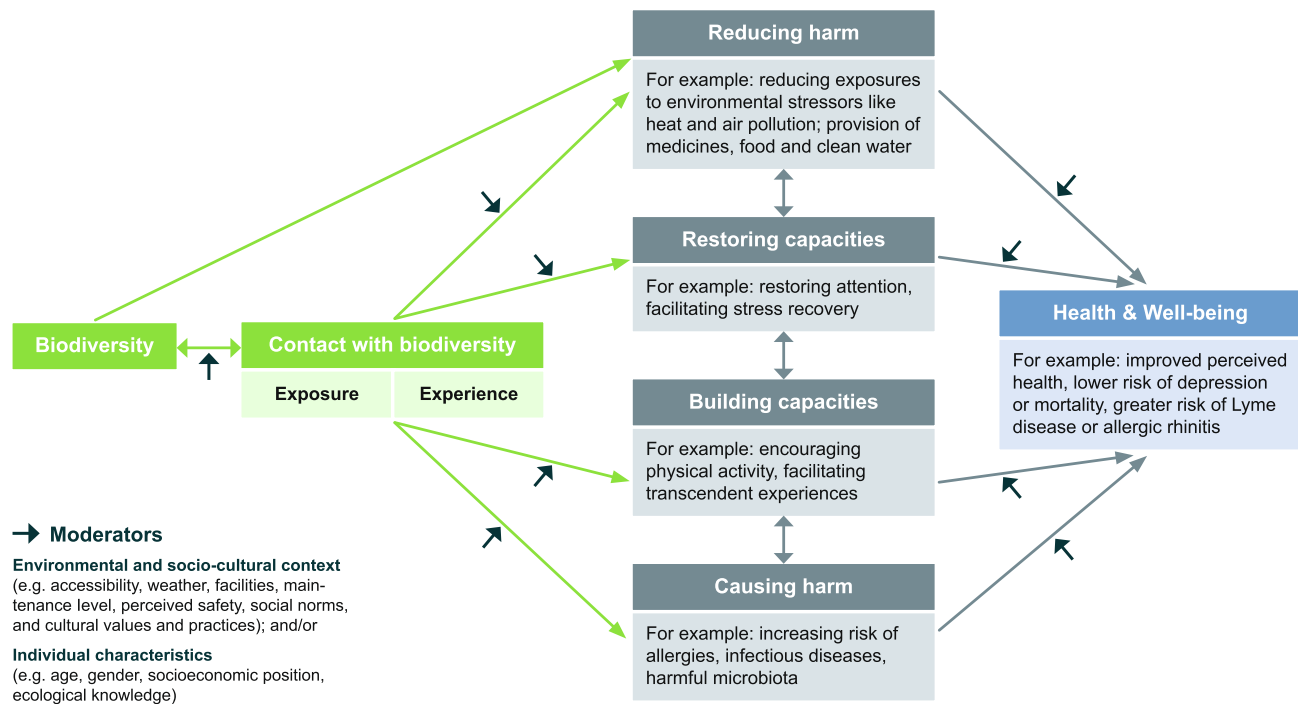 Reducing harm
For example: reducing exposures
to environmental stressors like
heat and air pollution; provision of
medicines, food and clean water
Restoring capacities
For example: restoring attention,
facilitating stress recovery
Biodiversity
Contact with biodiversity
Exposure
Experience
Health & Well-being
For example: improved perceived
health, lower risk of depression
or mortality, greater risk of Lyme
disease or allergic rhinitis
Building capacities
For example: encouraging
physical activity, facilitating
transcendent experiences
Causing harm
For example: increasing risk of
allergies, infectious diseases,
harmful microbiota
Moderators
Environmental and socio-cultural context
(e.g. accessibility, weather, facilities, main-
tenance level, perceived safety, social norms,
and cultural values and practices); and/or
Individual characteristics
(e.g. age, gender, socioeconomic position,
ecological knowledge)